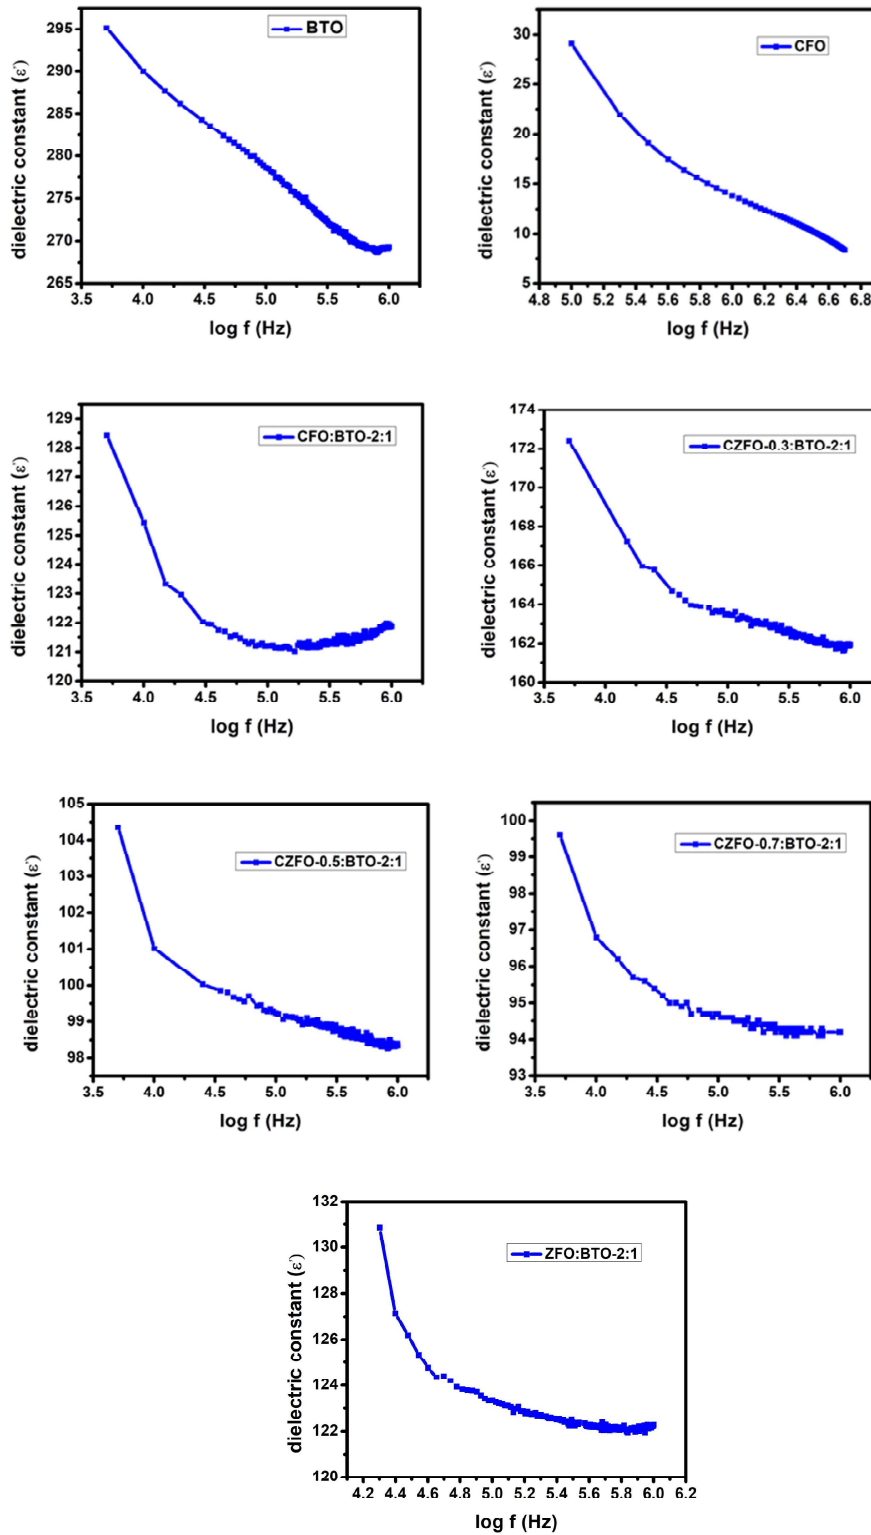 BTO
dielectric constant (ε')
295
290
285
280
275
270
265
3.5 4.0 4.5 5.0 5.5 6.0
log f (Hz)
CFO
dielectric constant (ε')
30
25
20
15
10
5
4.8 5.0 5.2 5.4 5.6 5.8 6.0 6.2 6.4 6.6 6.8
log f (Hz)
CFO:BTO-2:1
dielectric constant (ε')
129
128
127
126
125
124
123
122
121
120
3.5 4.0 4.5 5.0 5.5 6.0
log f (Hz)
CZFO-0.3:BTO-2:1
dielectric constant (ε')
174
172
170
168
166
164
162
160
3.5 4.0 4.5 5.0 5.5 6.0
log f (Hz)
CZFO-0.5:BTO-2:1
dielectric constant (ε')
105
104
103
102
101
100
99
98
3.5 4.0 4.5 5.0 5.5 6.0
log f (Hz)
CZFO-0.7:BTO-2:1
dielectric constant (ε')
100
99
98
97
96
95
94
93
3.5 4.0 4.5 5.0 5.5 6.0
log f (Hz)
ZFO:BTO-2:1
dielectric constant (ε')
132
130
128
126
124
122
120
4.2 4.4 4.6 4.8 5.0 5.2 5.4 5.6 5.8 6.0 6.2
log f (Hz)